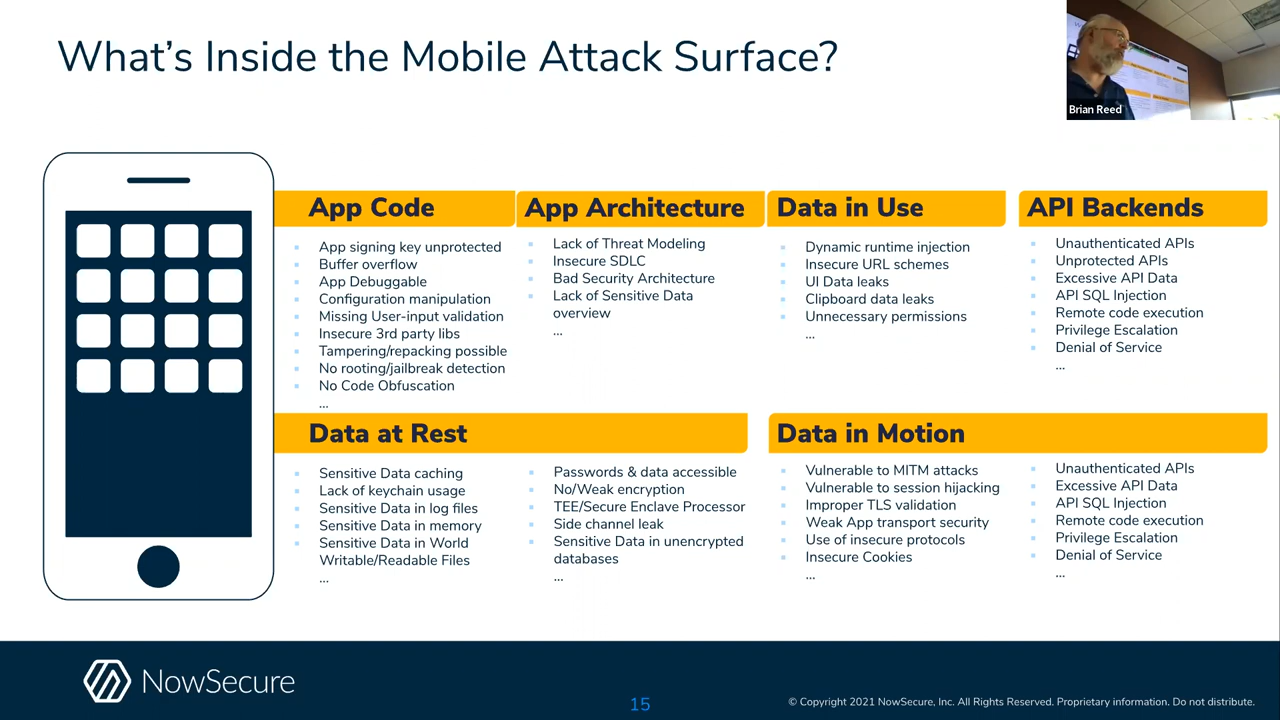 What's Inside the Mobile Attack Surface?
Brian Reed
App Code
App signing key unprotected
Buffer overflow
App Debuggable
Configuration manipulation
Missing User-input validation
Insecure 3rd party libs
Tampering/repacking possible
No rooting/jailbreak detection
No Code Obfuscation
...
App Architecture
Lack of Threat Modeling
Insecure SDLC
Bad Security Architecture
Lack of Sensitive Data
overview
...
Data in Use
Dynamic runtime injection
Insecure URL schemes
UI Data leaks
Clipboard data leaks
Unnecessary permissions
...
API Backends
Unauthenticated APIs
Unprotected APIs
Excessive API Data
API SQL Injection
Remote code execution
Privilege Escalation
Denial of Service
...
Data at Rest
Sensitive Data caching
Lack of keychain usage
Sensitive Data in log files
Sensitive Data in memory
Sensitive Data in World
Writable/Readable Files
...
Passwords & data accessible
No/Weak encryption
TEE/Secure Enclave Processor
Side channel leak
Sensitive Data in unencrypted
databases
...
Data in Motion
Vulnerable to MITM attacks
Vulnerable to session hijacking
Improper TLS validation
Weak App transport security
Use of insecure protocols
Insecure Cookies
...
Unauthenticated APIs
Excessive API Data
API SQL Injection
Remote code execution
Privilege Escalation
Denial of Service
...
NowSecure
15
© Copyright 2021 NowSecure, Inc. All Rights Reserved. Proprietary information. Do not distribute.